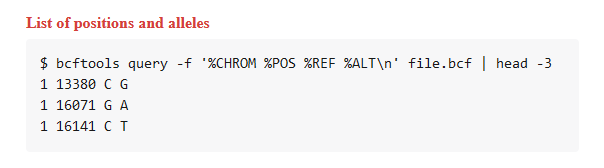 List of positions and alleles
$ bcftools query -f '%CHROM %POS %REF %ALT\n' file.bcf | head -3
1 13380 C G
1 16071 G A
1 16141 C T